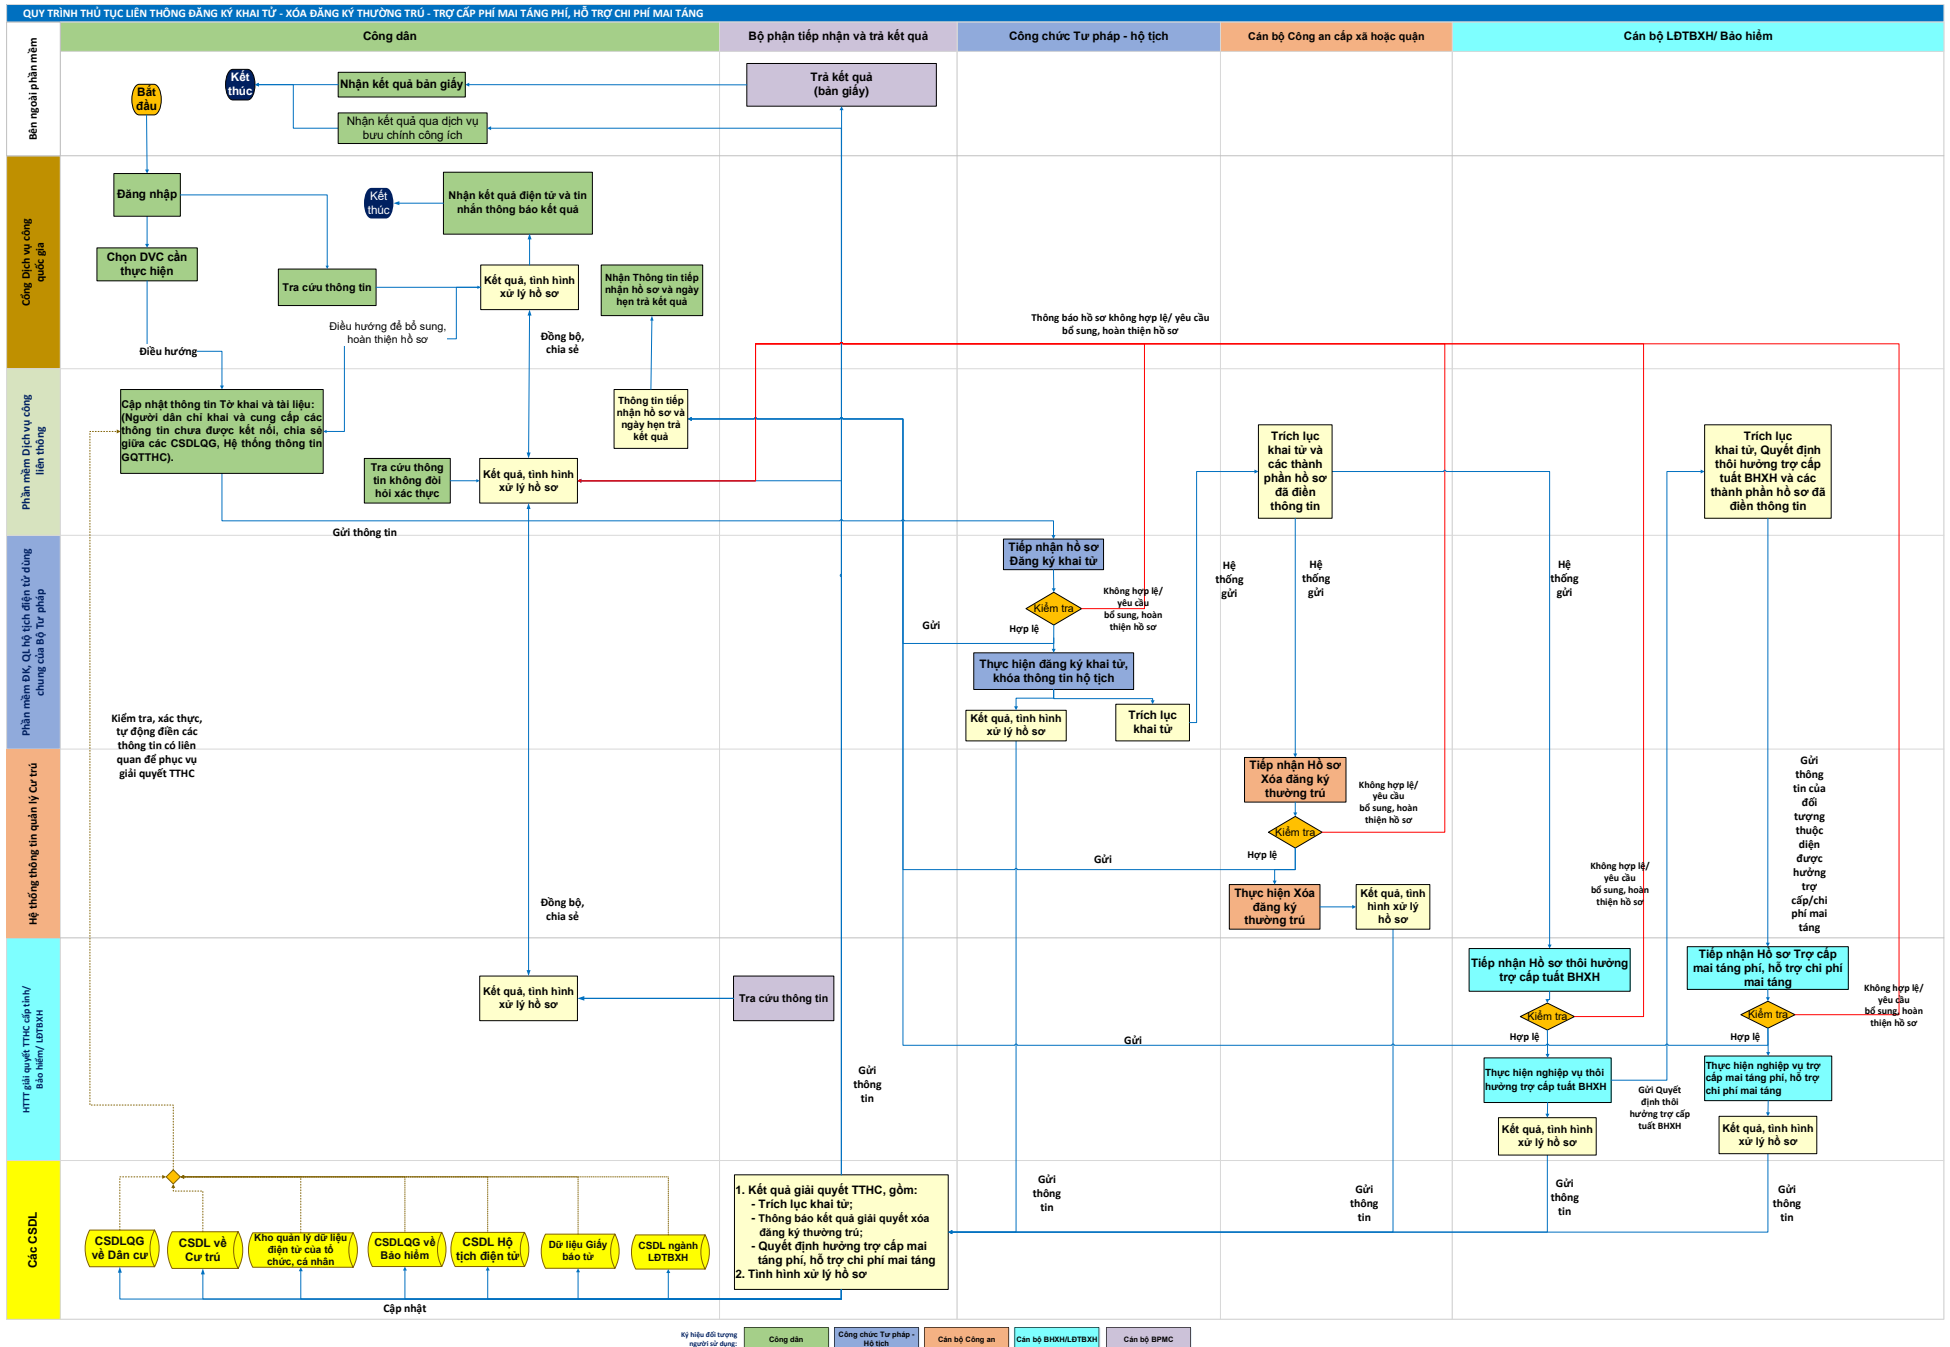 QUY TRÌNH THỦ TỤC LIÊN THÔNG ĐĂNG KÝ KHAI TỬ - XÓA ĐĂNG KÝ THƯỜNG TRÚ - TRỢ CẤP PHÍ MAI TÁNG PHÍ, HỖ TRỢ CHI PHÍ MAI TÁNG
Công dân
Bộ phận tiếp nhận và trả kết quả
Công chức Tư pháp - hộ tịch
Cán bộ Công an cấp xã hoặc quận
Cán bộ LĐTBXH/ Bảo hiểm
Bên ngoài phần mềm
Bắt
đầu
Kết
thúc
Nhận kết quả bản giấy
Nhận kết quả qua dịch vụ
bưu chính công ích
Trả kết quả
(bản giấy)
Cổng Dịch vụ công
quốc gia
Đăng nhập
Chọn DVC cần
thực hiện
Tra cứu thông tin
Kết
thúc
Nhận kết quả điện tử và tin
nhắn thông báo kết quả
Kết quả, tình hình
xử lý hồ sơ
Nhận Thông tin tiếp
nhận hồ sơ và ngày
hẹn trả kết quả
Điều hướng để bổ sung,
hoàn thiện hồ sơ
Điều hướng
Đồng bộ,
chia sẻ
Thông báo hồ sơ không hợp lệ/ yêu cầu
bổ sung, hoàn thiện hồ sơ
Phần mềm Dịch vụ công
liên thông
Cập nhật thông tin Tờ khai và tài liệu:
(Người dân chỉ khai và cung cấp các
thông tin chưa được kết nối, chia sẻ
giữa các CSDLQG, Hệ thống thông tin
GQTTHC).
Tra cứu thông
tin không đòi
hỏi xác thực
Kết quả, tình hình
xử lý hồ sơ
Thông tin tiếp
nhận hồ sơ và
ngày hẹn trả
kết quả
Trích lục
khai tử và
các thành
phần hồ sơ
đã điền
thông tin
Trích lục
khai tử, Quyết định
thôi hưởng trợ cấp
tuất BHXH và các
thành phần hồ sơ đã
điền thông tin
Gửi thông tin
Phần mềm ĐK, QL hộ tịch điện tử dùng
chung của Bộ Tư pháp
Tiếp nhận hồ sơ
Đăng ký khai tử
Kiểm tra
Không hợp lệ/
yêu cầu
bổ sung, hoàn
thiện hồ sơ
Hợp lệ
Gửi
Thực hiện đăng ký khai tử,
khóa thông tin hộ tịch
Kết quả, tình hình
xử lý hồ sơ
Trích lục
khai tử
Hệ
thống
gửi
Hệ
thống
gửi
Hệ
thống
gửi
Kiểm tra, xác thực,
tự động điền các
thông tin có liên
quan để phục vụ
giải quyết TTHC
Hệ thống thông tin quản lý Cư trú
Tiếp nhận Hồ sơ
Xóa đăng ký
thường trú
Kiểm tra
Không hợp lệ/
yêu cầu
bổ sung, hoàn
thiện hồ sơ
Hợp lệ
Gửi
Thực hiện Xóa
đăng ký
thường trú
Kết quả, tình
hình xử lý
hồ sơ
Đồng bộ,
chia sẻ
Không hợp lệ/
yêu cầu
bổ sung, hoàn
thiện hồ sơ
Gửi
thông
tin của
đối
tượng
thuộc
diện
được
hưởng
trợ
cấp/chi
phí mai
táng
HTTT giải quyết TTHC cấp tỉnh/
Bảo hiểm/ LĐTBXH
Kết quả, tình hình
xử lý hồ sơ
Tra cứu thông tin
Tiếp nhận Hồ sơ thôi hưởng
trợ cấp tuất BHXH
Kiểm tra
Hợp lệ
Thực hiện nghiệp vụ thôi
hưởng trợ cấp tuất BHXH
Kết quả, tình hình
xử lý hồ sơ
Gửi Quyết
định thôi
hưởng trợ cấp
tuất BHXH
Tiếp nhận Hồ sơ Trợ cấp
mai táng phí, hỗ trợ chi phí
mai táng
Kiểm tra
Không hợp lệ/
yêu cầu
bổ sung, hoàn
thiện hồ sơ
Hợp lệ
Thực hiện nghiệp vụ trợ
cấp mai táng phí, hỗ trợ
chi phí mai táng
Kết quả, tình hình
xử lý hồ sơ
Gửi
Gửi
thông
tin
Các CSDL
CSDLQG
về Dân cư
CSDL về
Cư trú
Kho quản lý dữ liệu
điện tử của tổ
chức, cá nhân
CSDLQG về
Bảo hiểm
CSDL Hộ
tịch điện tử
Dữ liệu Giấy
báo tử
CSDL ngành
LĐTBXH
Cập nhật
1. Kết quả giải quyết TTHC, gồm:
- Trích lục khai tử;
- Thông báo kết quả giải quyết xóa
đăng ký thường trú;
- Quyết định hưởng trợ cấp mai
táng phí, hỗ trợ chi phí mai táng
2. Tình hình xử lý hồ sơ
Gửi
thông
tin
Gửi
thông
tin
Gửi
thông
tin
Gửi
thông
tin
Ký hiệu đối tượng
người sử dụng:
Công dân
Công chức Tư pháp -
Hộ tịch
Cán bộ Công an
Cán bộ BHXH/LĐTBXH
Cán bộ BPMC